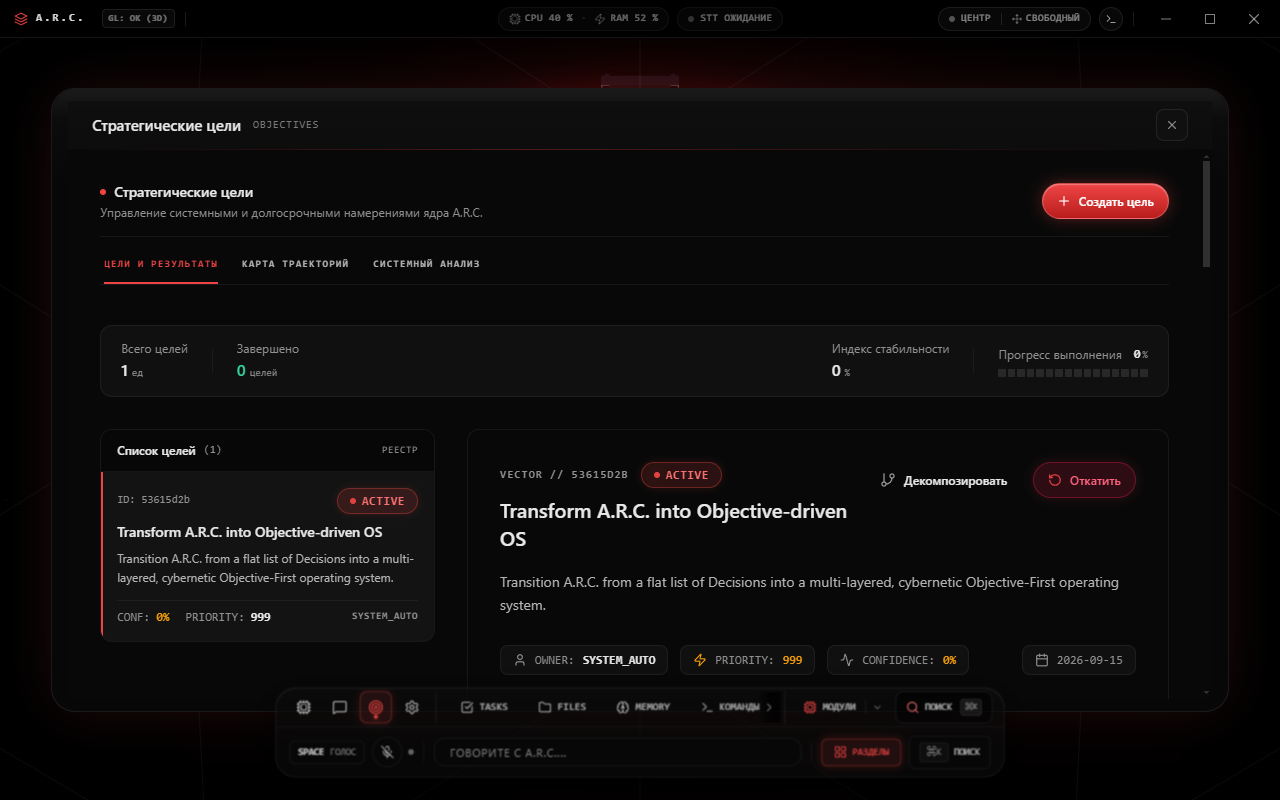 A.R.C.
GL: OK (3D)
CPU 40 % · RAM 52 %
STT ОЖИДАНИЕ
ЦЕНТР
СВОБОДНЫЙ
Стратегические цели OBJECTIVES
Стратегические цели
Управление системными и долгосрочными намерениями ядра A.R.C.
+ Создать цель
ЦЕЛИ И РЕЗУЛЬТАТЫ
КАРТА ТРАЕКТОРИЙ
СИСТЕМНЫЙ АНАЛИЗ
Всего целей
1 ед
Завершено
0 целей
Индекс стабильности
0 %
Прогресс выполнения 0%
Список целей (1)
РЕЕСТР
ID: 53615d2b
ACTIVE
Transform A.R.C. into Objective-driven OS
Transition A.R.C. from a flat list of Decisions into a multi-
layered, cybernetic Objective-First operating system.
CONF: 0% PRIORITY: 999
SYSTEM_AUTO
VECTOR // 53615D2B
ACTIVE
Декомпозировать
Откатить
Transform A.R.C. into Objective-driven
OS
Transition A.R.C. from a flat list of Decisions into a multi-layered, cybernetic Objective-First operating
system.
OWNER: SYSTEM_AUTO
PRIORITY: 999
CONFIDENCE: 0%
2026-09-15
TASKS
FILES
MEMORY
КОМАНДЫ
МОДУЛИ
ПОИСК ⌘K
SPACE ГОЛОС
ГОВОРИТЕ С A.R.C....
РАЗДЕЛЫ
⌘K ПОИСК